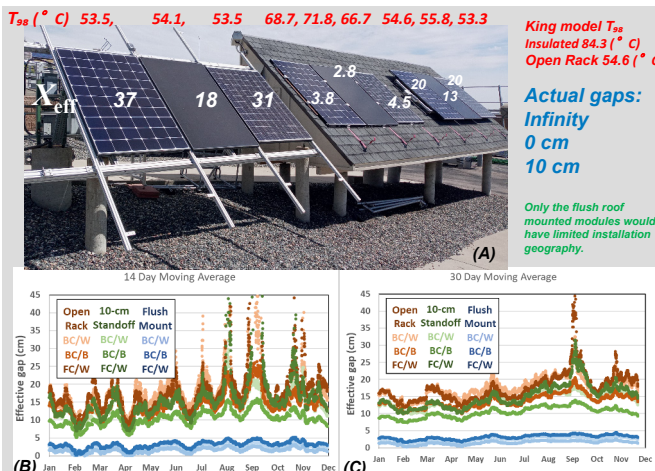 T₉₈ (° C) 53.5, 54.1, 53.5 68.7, 71.8, 66.7 54.6, 55.8, 53.3
King model T₉₈
Insulated 84.3 (° C)
Open Rack 54.6 (° C
Xeff 37 18 31 3.8 2.8 4.5 20 20 13
Actual gaps:
Infinity
0 cm
10 cm
Only the flush roof
mounted modules would
have limited installation
geography.
(A)
14 Day Moving Average
Effective gap (cm)
45
40
35
30
25
20
15
10
5
0
Open 10-cm Flush
Rack Standoff Mount
BC/W BC/W BC/W
BC/B BC/B BC/B
FC/W FC/W FC/W
Jan Feb Mar Apr May Jun Jul Aug Sep Oct Nov Dec
(B)
30 Day Moving Average
Effective gap (cm)
45
40
35
30
25
20
15
10
5
0
Open 10-cm Flush
Rack Standoff Mount
BC/W BC/W BC/W
BC/B BC/B BC/B
FC/W FC/W FC/W
Jan Feb Mar Apr May Jun Jul Aug Sep Oct Nov Dec
(C)